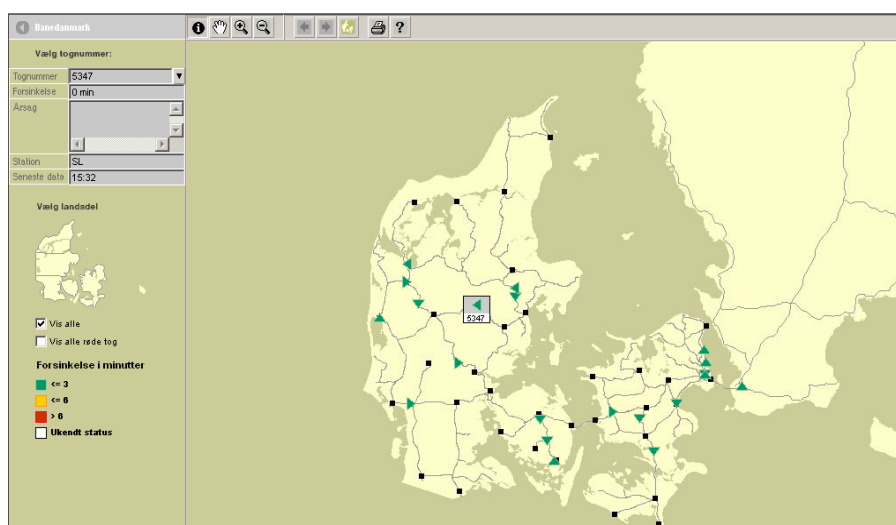 Banedanmark
Vælg tognummer:
Tognummer 5347
Forsinkelse 0 min
Årsag
Station SL
Seneste data 15:32
Vælg landsdel
Vis alle
Vis alle røde tog
Forsinkelse i minutter
<= 3
<= 6
> 6
Ukendt status
?
5347